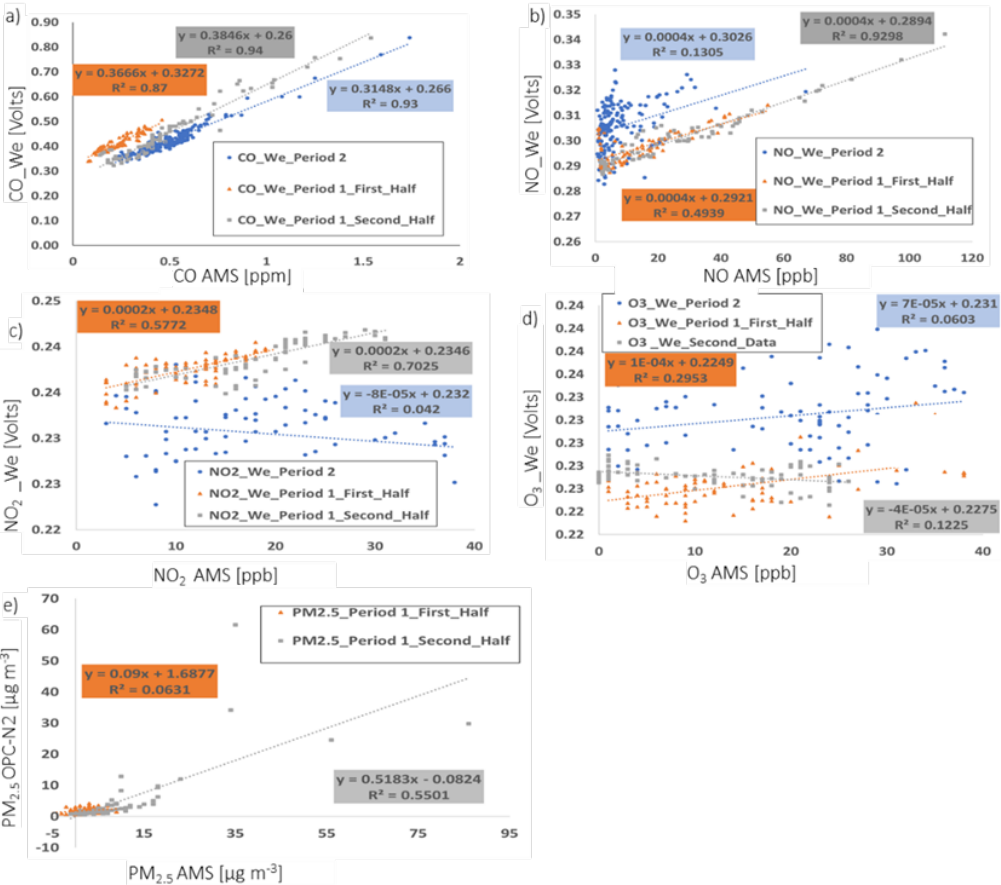 a)
0.90
0.80
0.70
0.60
0.50
0.40
0.30
0.20
0.10
0.00
CO_We [Volts]
y = 0.3846x + 0.26
R² = 0.94
y = 0.3666x + 0.3272
R² = 0.87
y = 0.3148x + 0.266
R² = 0.93
CO_We_Period 2
CO_We_Period 1_First_Half
CO_We_Period 1_Second_Half
0 0.5 1 1.5 2
CO AMS [ppm]
b)
0.35
0.34
0.33
0.32
0.31
0.30
0.29
0.28
0.27
0.26
NO_We [Volts]
y = 0.0004x + 0.3026
R² = 0.1305
y = 0.0004x + 0.2894
R² = 0.9298
NO_We_Period 2
NO_We_Period 1_First_Half
NO_We_Period 1_Second_Half
y = 0.0004x + 0.2921
R² = 0.4939
0 20 40 60 80 100 120
NO AMS [ppb]
c)
0.25
0.24
0.24
0.23
0.23
0.22
NO₂ _We [Volts]
y = 0.0002x + 0.2348
R² = 0.5772
y = 0.0002x + 0.2346
R² = 0.7025
y = -8E-05x + 0.232
R² = 0.042
NO2_We_Period 2
NO2_We_Period 1_First_Half
NO2_We_Period 1_Second_Half
0 10 20 30 40
NO₂ AMS [ppb]
d)
0.24
0.24
0.24
0.24
0.23
0.23
0.23
0.23
0.22
0.22
O₃_We [Volts]
O3_We_Period 2
O3_We_Period 1_First_Half
O3 _We_Second_Data
y = 7E-05x + 0.231
R² = 0.0603
y = 1E-04x + 0.2249
R² = 0.2953
y = -4E-05x + 0.2275
R² = 0.1225
0 10 20 30 40
O₃ AMS [ppb]
e)
70
60
50
40
30
20
10
0
-10
PM₂.₅ OPC-N2 [µg m⁻³]
PM2.5_Period 1_First_Half
PM2.5_Period 1_Second_Half
y = 0.09x + 1.6877
R² = 0.0631
y = 0.5183x - 0.0824
R² = 0.5501
-5 15 35 55 75 95
PM₂.₅ AMS [µg m⁻³]